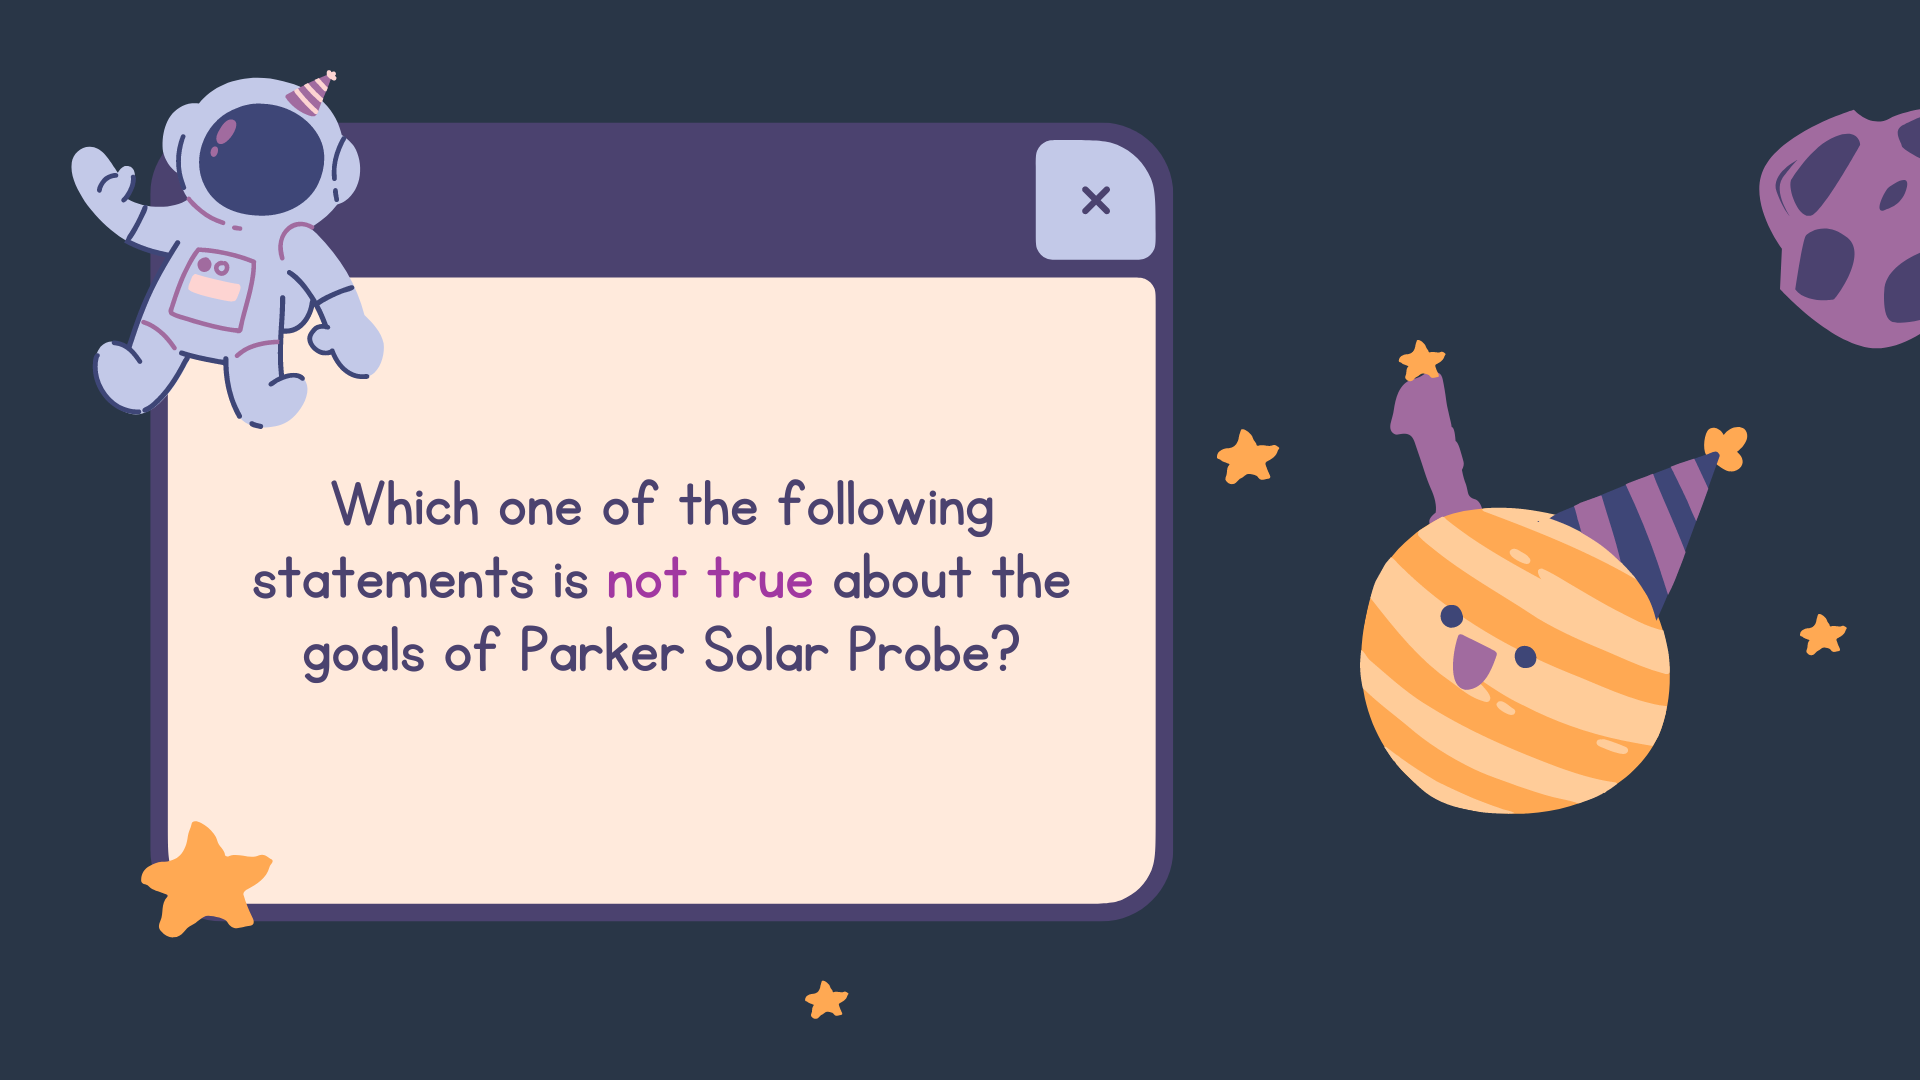 Which one of the following
statements is not true about the
goals of Parker Solar Probe?